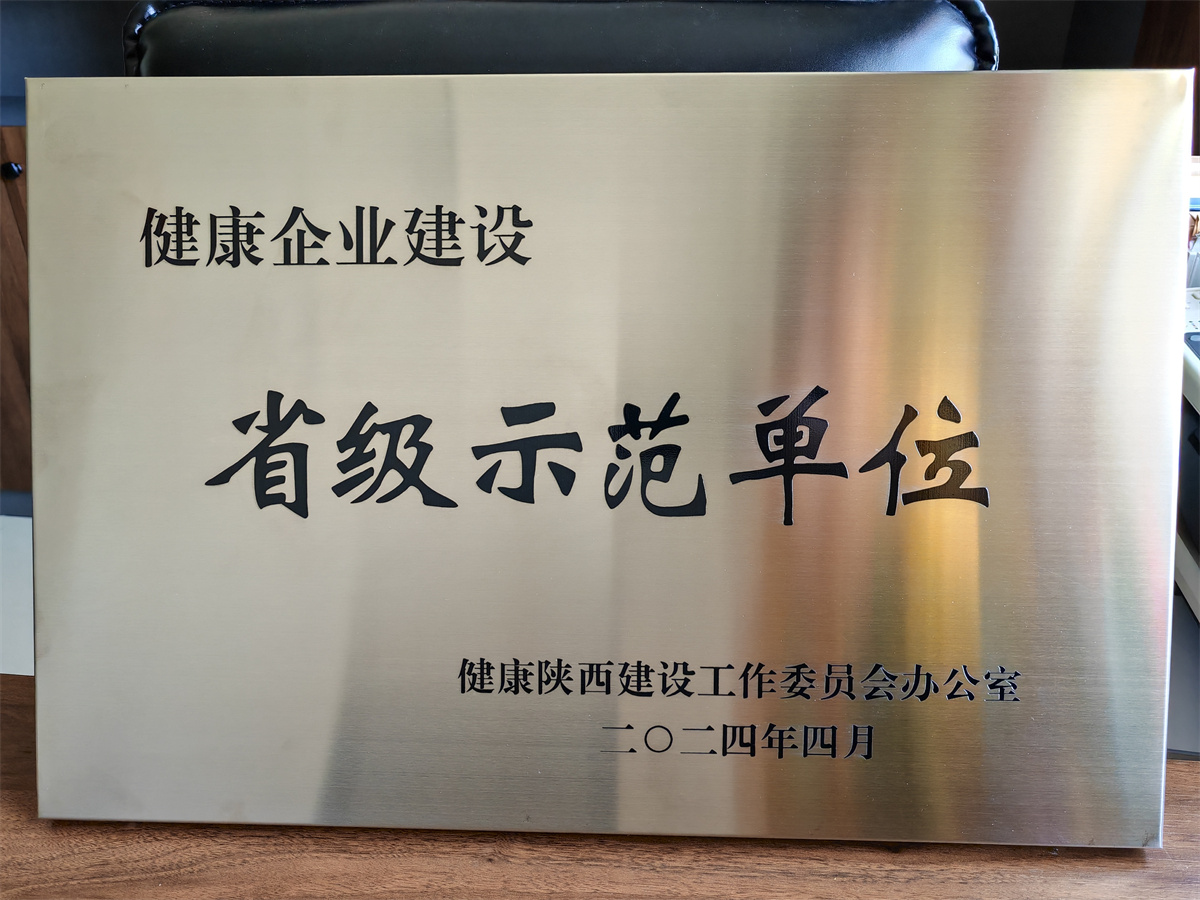 健康企业建设
省级示范单位
健康陕西建设工作委员会办公室
二〇二四年四月